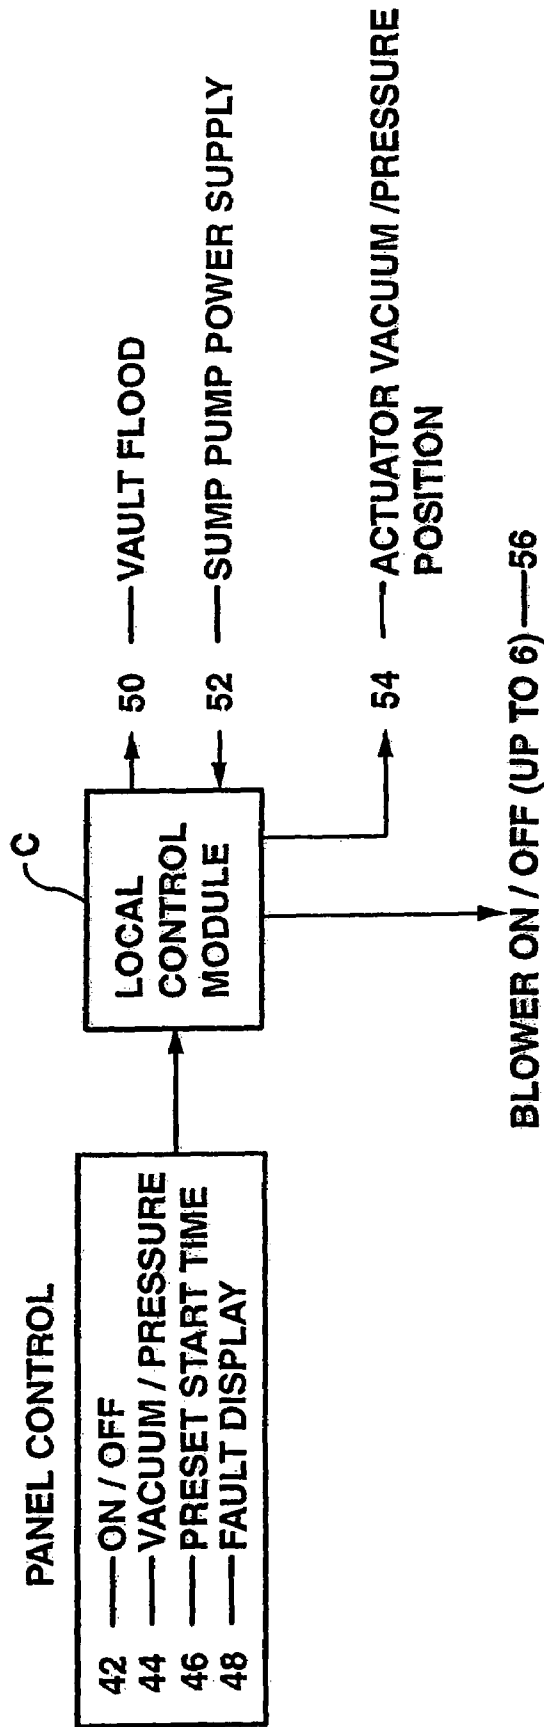 PANEL CONTROL
42 — ON / OFF
44 — VACUUM / PRESSURE
46 — PRESET START TIME
48 — FAULT DISPLAY
C
LOCAL
CONTROL
MODULE
50 — VAULT FLOOD
52 — SUMP PUMP POWER SUPPLY
54 — ACTUATOR VACUUM /PRESSURE
POSITION
BLOWER ON / OFF (UP TO 6) — 56